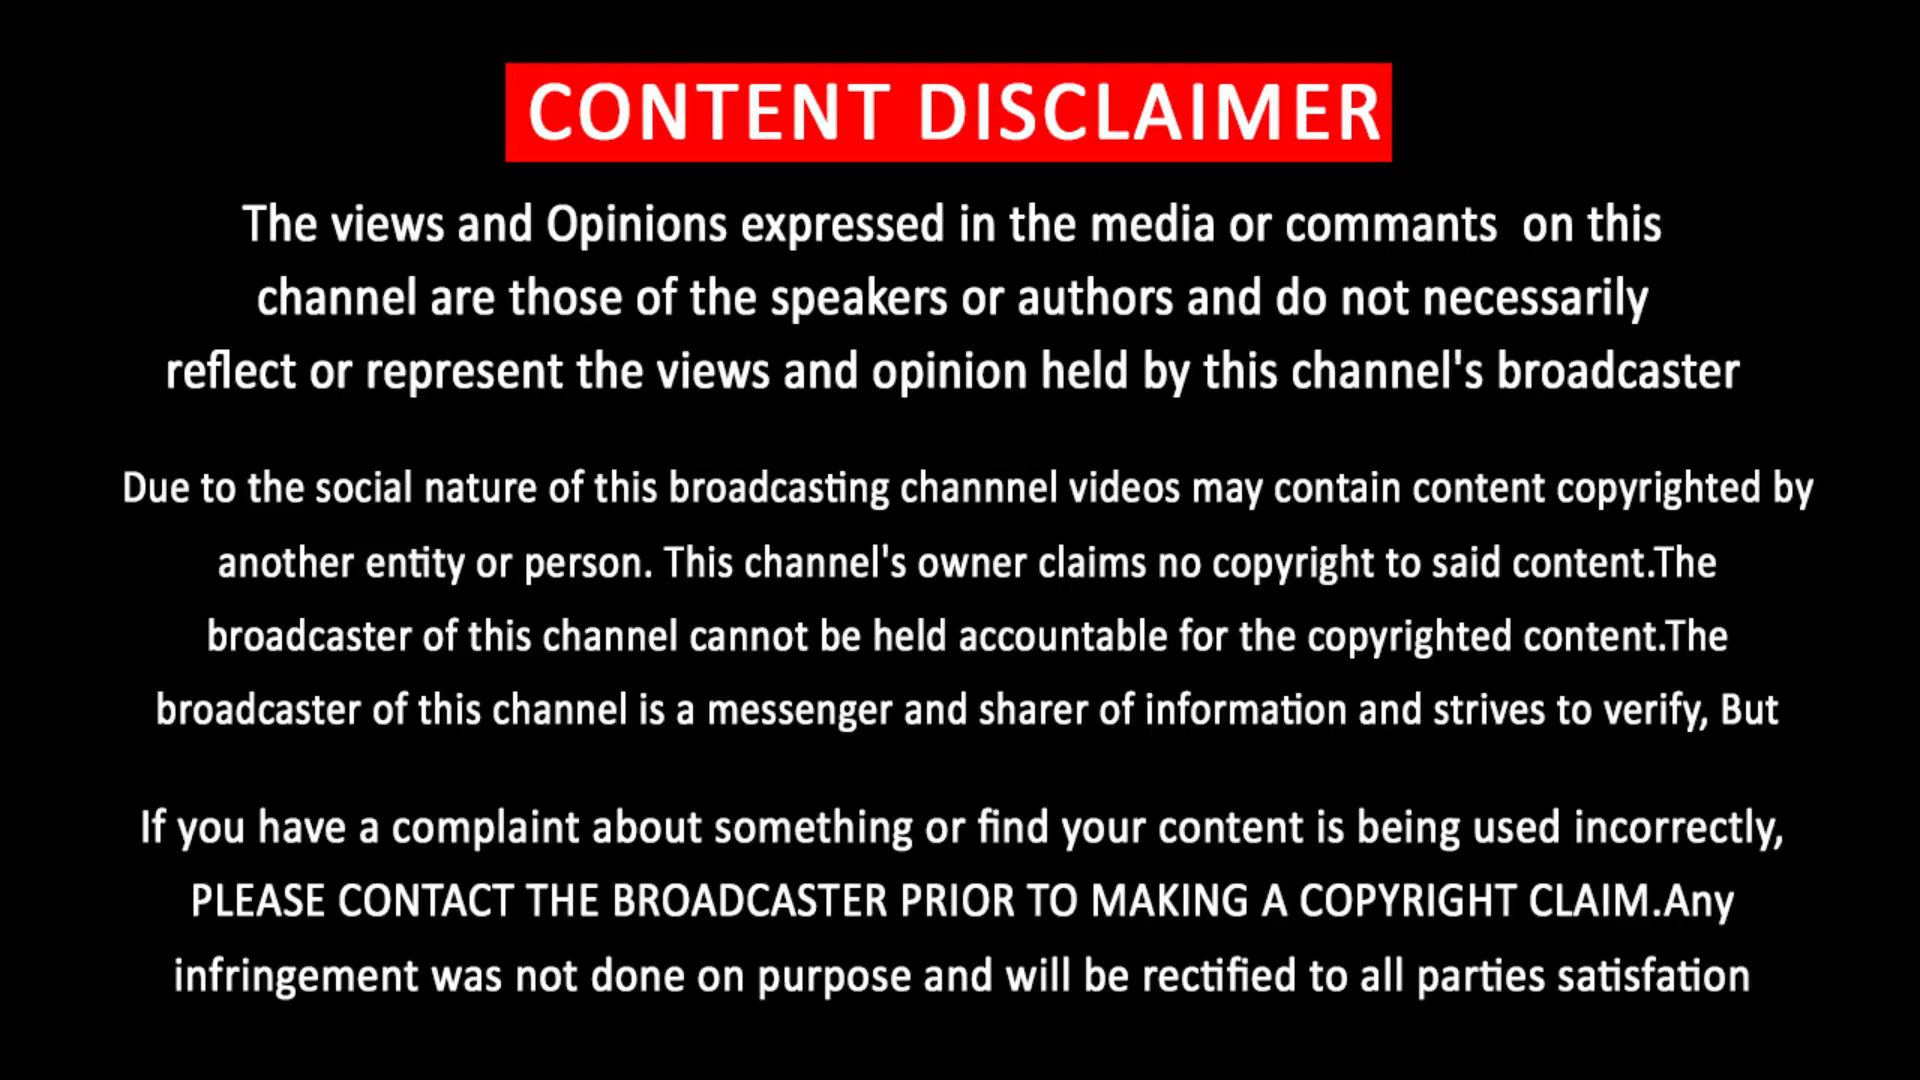 CONTENT DISCLAIMER
The views and Opinions expressed in the media or commants on this
channel are those of the speakers or authors and do not necessarily
reflect or represent the views and opinion held by this channel's broadcaster
Due to the social nature of this broadcasting channnel videos may contain content copyrighted by
another entity or person. This channel's owner claims no copyright to said content.The
broadcaster of this channel cannot be held accountable for the copyrighted content.The
broadcaster of this channel is a messenger and sharer of information and strives to verify, But
If you have a complaint about something or find your content is being used incorrectly,
PLEASE CONTACT THE BROADCASTER PRIOR TO MAKING A COPYRIGHT CLAIM.Any
infringement was not done on purpose and will be rectified to all parties satisfation